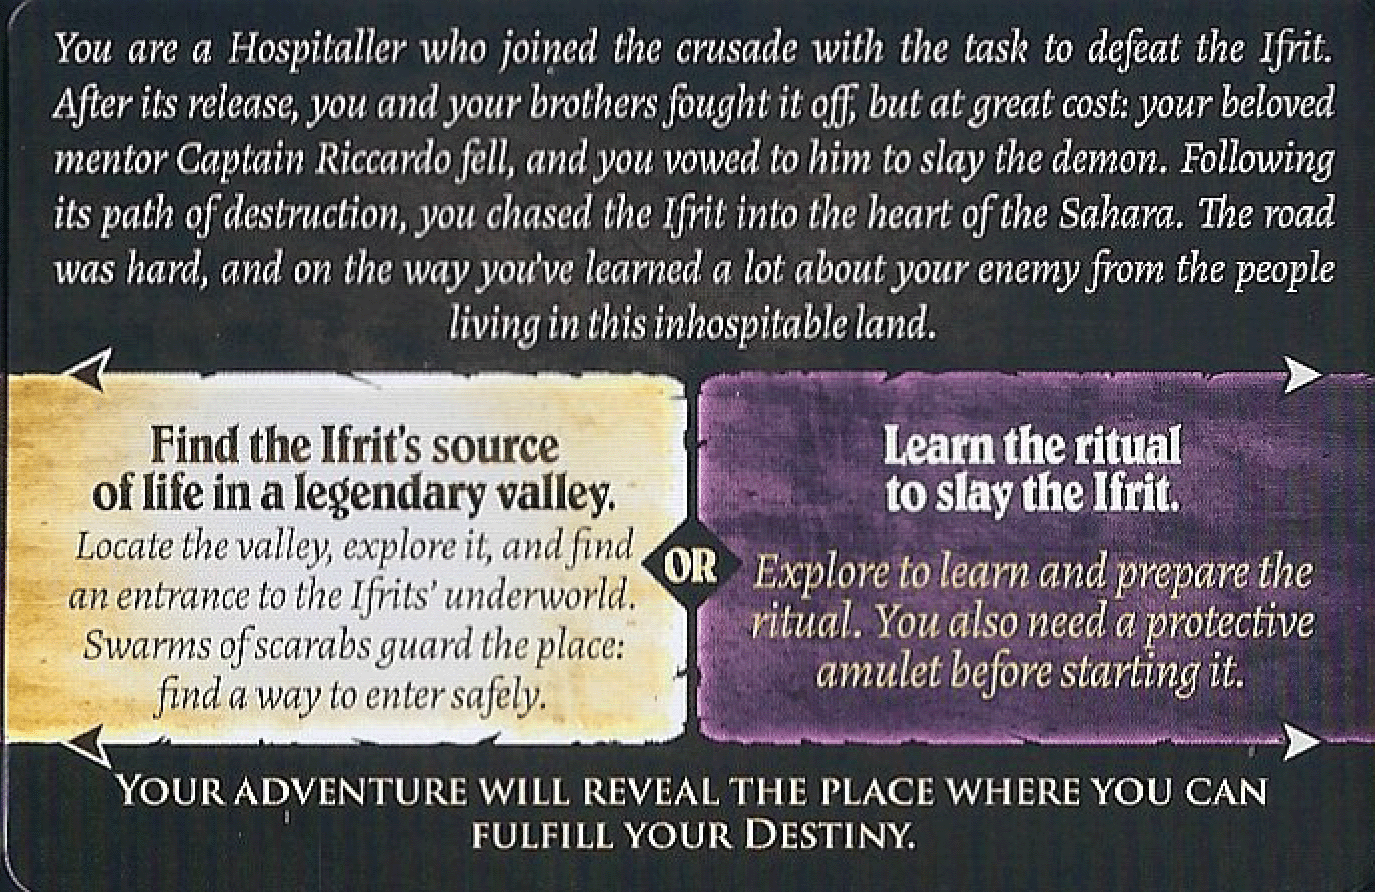 You are a Hospitaller who joined the crusade with the task to defeat the Ifrit.
After its release, you and your brothers fought it off, but at great cost: your beloved
mentor Captain Riccardo fell, and you vowed to him to slay the demon. Following
its path of destruction, you chased the Ifrit into the heart of the Sahara. The road
was hard, and on the way you've learned a lot about your enemy from the people
living in this inhospitable land.
Find the Ifrit's source
of life in a legendary valley.
Locate the valley, explore it, and find
an entrance to the Ifrits' underworld.
Swarms of scarabs guard the place:
find a way to enter safely.
OR
Learn the ritual
to slay the Ifrit.
Explore to learn and prepare the
ritual. You also need a protective
amulet before starting it.
YOUR ADVENTURE WILL REVEAL THE PLACE WHERE YOU CAN
FULFILL YOUR DESTINY.